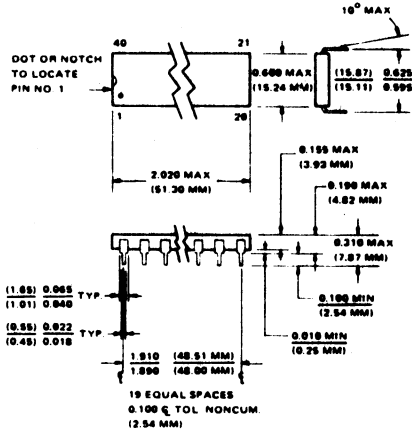 10° MAX
40 21
DOT OR NOTCH
TO LOCATE
PIN NO. 1
0.600 MAX
(15.24 MM)
(15.87) 0.625
(15.11) 0.595
1 20
2.020 MAX
(51.30 MM)
0.155 MAX
(3.93 MM)
0.190 MAX
(4.82 MM)
0.310 MAX
(7.87 MM)
(1.65) 0.065 TYP.
(1.01) 0.040
0.100 MIN
(2.54 MM)
(0.55) 0.022 TYP.
(0.45) 0.018
0.010 MIN
(0.25 MM)
1.910 (48.51 MM)
1.890 (48.00 MM)
19 EQUAL SPACES
0.100 ℄ TOL NONCUM.
(2.54 MM)